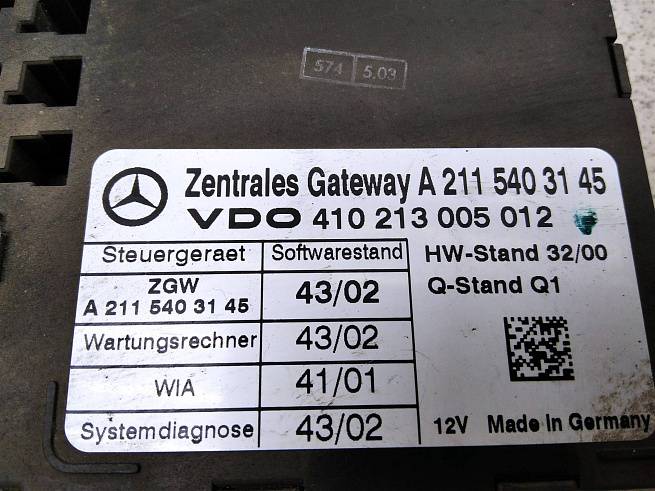 574 5.03
Zentrales Gateway A 211 540 31 45
VDO 410 213 005 012
Steuergeraet Softwarestand HW-Stand 32/00
ZGW
A 211 540 31 45 43/02 Q-Stand Q1
Wartungsrechner 43/02
WIA 41/01
Systemdiagnose 43/02 12V Made In Germany